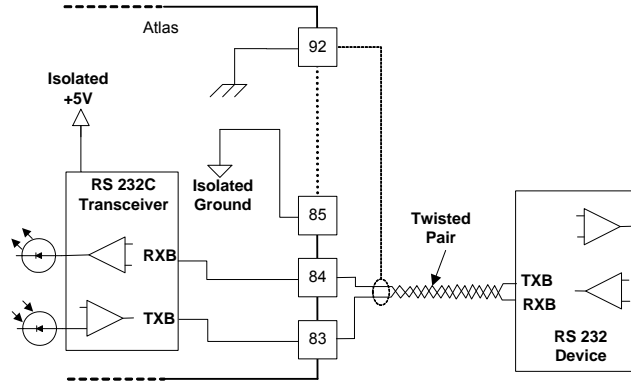 Atlas
92
Isolated
+5V
RS 232C
Transceiver
Isolated
Ground
85
Twisted
Pair
RXB
84
TXB
RXB
TXB
83
RS 232
Device